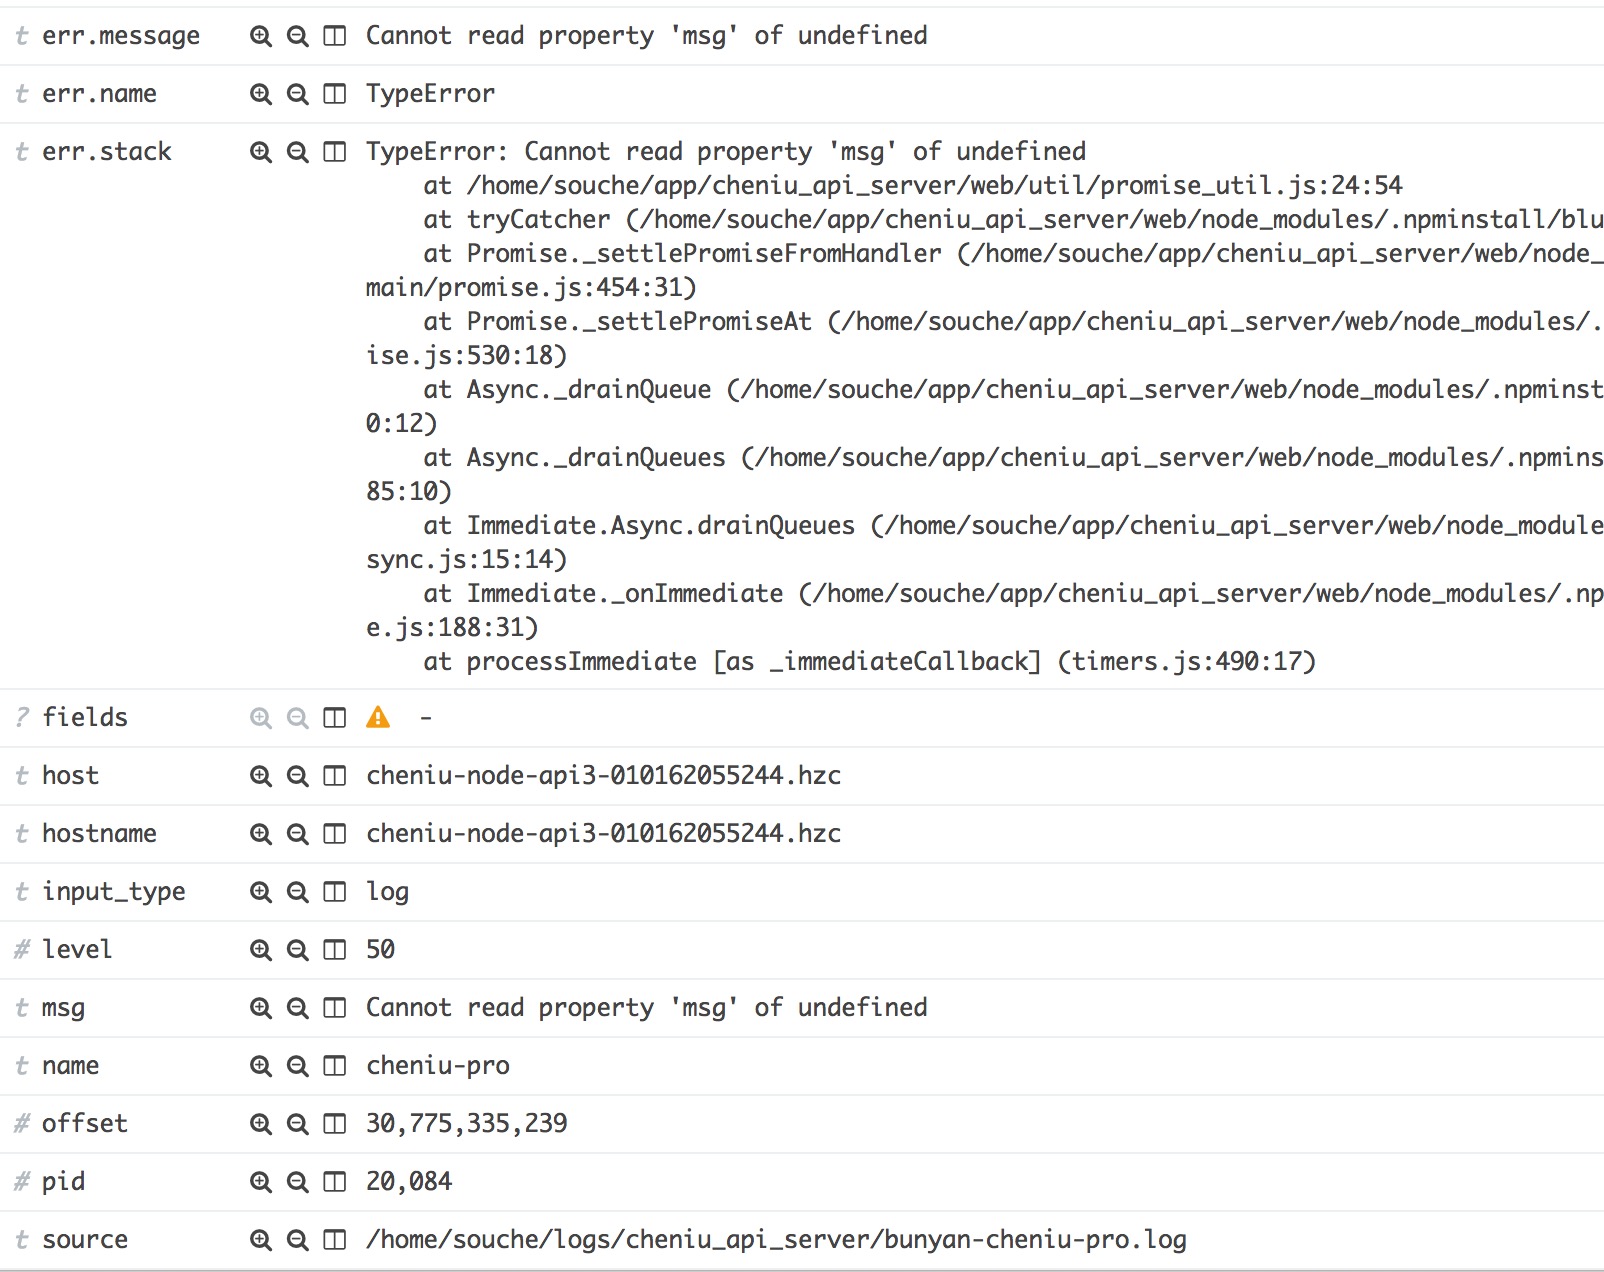 t err.message Cannot read property 'msg' of undefined
t err.name TypeError
t err.stack TypeError: Cannot read property 'msg' of undefined
at /home/souche/app/cheniu_api_server/web/util/promise_util.js:24:54
at tryCatcher (/home/souche/app/cheniu_api_server/web/node_modules/.npminstall/blu
at Promise._settlePromiseFromHandler (/home/souche/app/cheniu_api_server/web/node_
main/promise.js:454:31)
at Promise._settlePromiseAt (/home/souche/app/cheniu_api_server/web/node_modules/.
ise.js:530:18)
at Async._drainQueue (/home/souche/app/cheniu_api_server/web/node_modules/.npminst
0:12)
at Async._drainQueues (/home/souche/app/cheniu_api_server/web/node_modules/.npmins
85:10)
at Immediate.Async.drainQueues (/home/souche/app/cheniu_api_server/web/node_module
sync.js:15:14)
at Immediate._onImmediate (/home/souche/app/cheniu_api_server/web/node_modules/.np
e.js:188:31)
at processImmediate [as _immediateCallback] (timers.js:490:17)
? fields -
t host cheniu-node-api3-010162055244.hzc
t hostname cheniu-node-api3-010162055244.hzc
t input_type log
# level 50
t msg Cannot read property 'msg' of undefined
t name cheniu-pro
# offset 30,775,335,239
# pid 20,084
t source /home/souche/logs/cheniu_api_server/bunyan-cheniu-pro.log